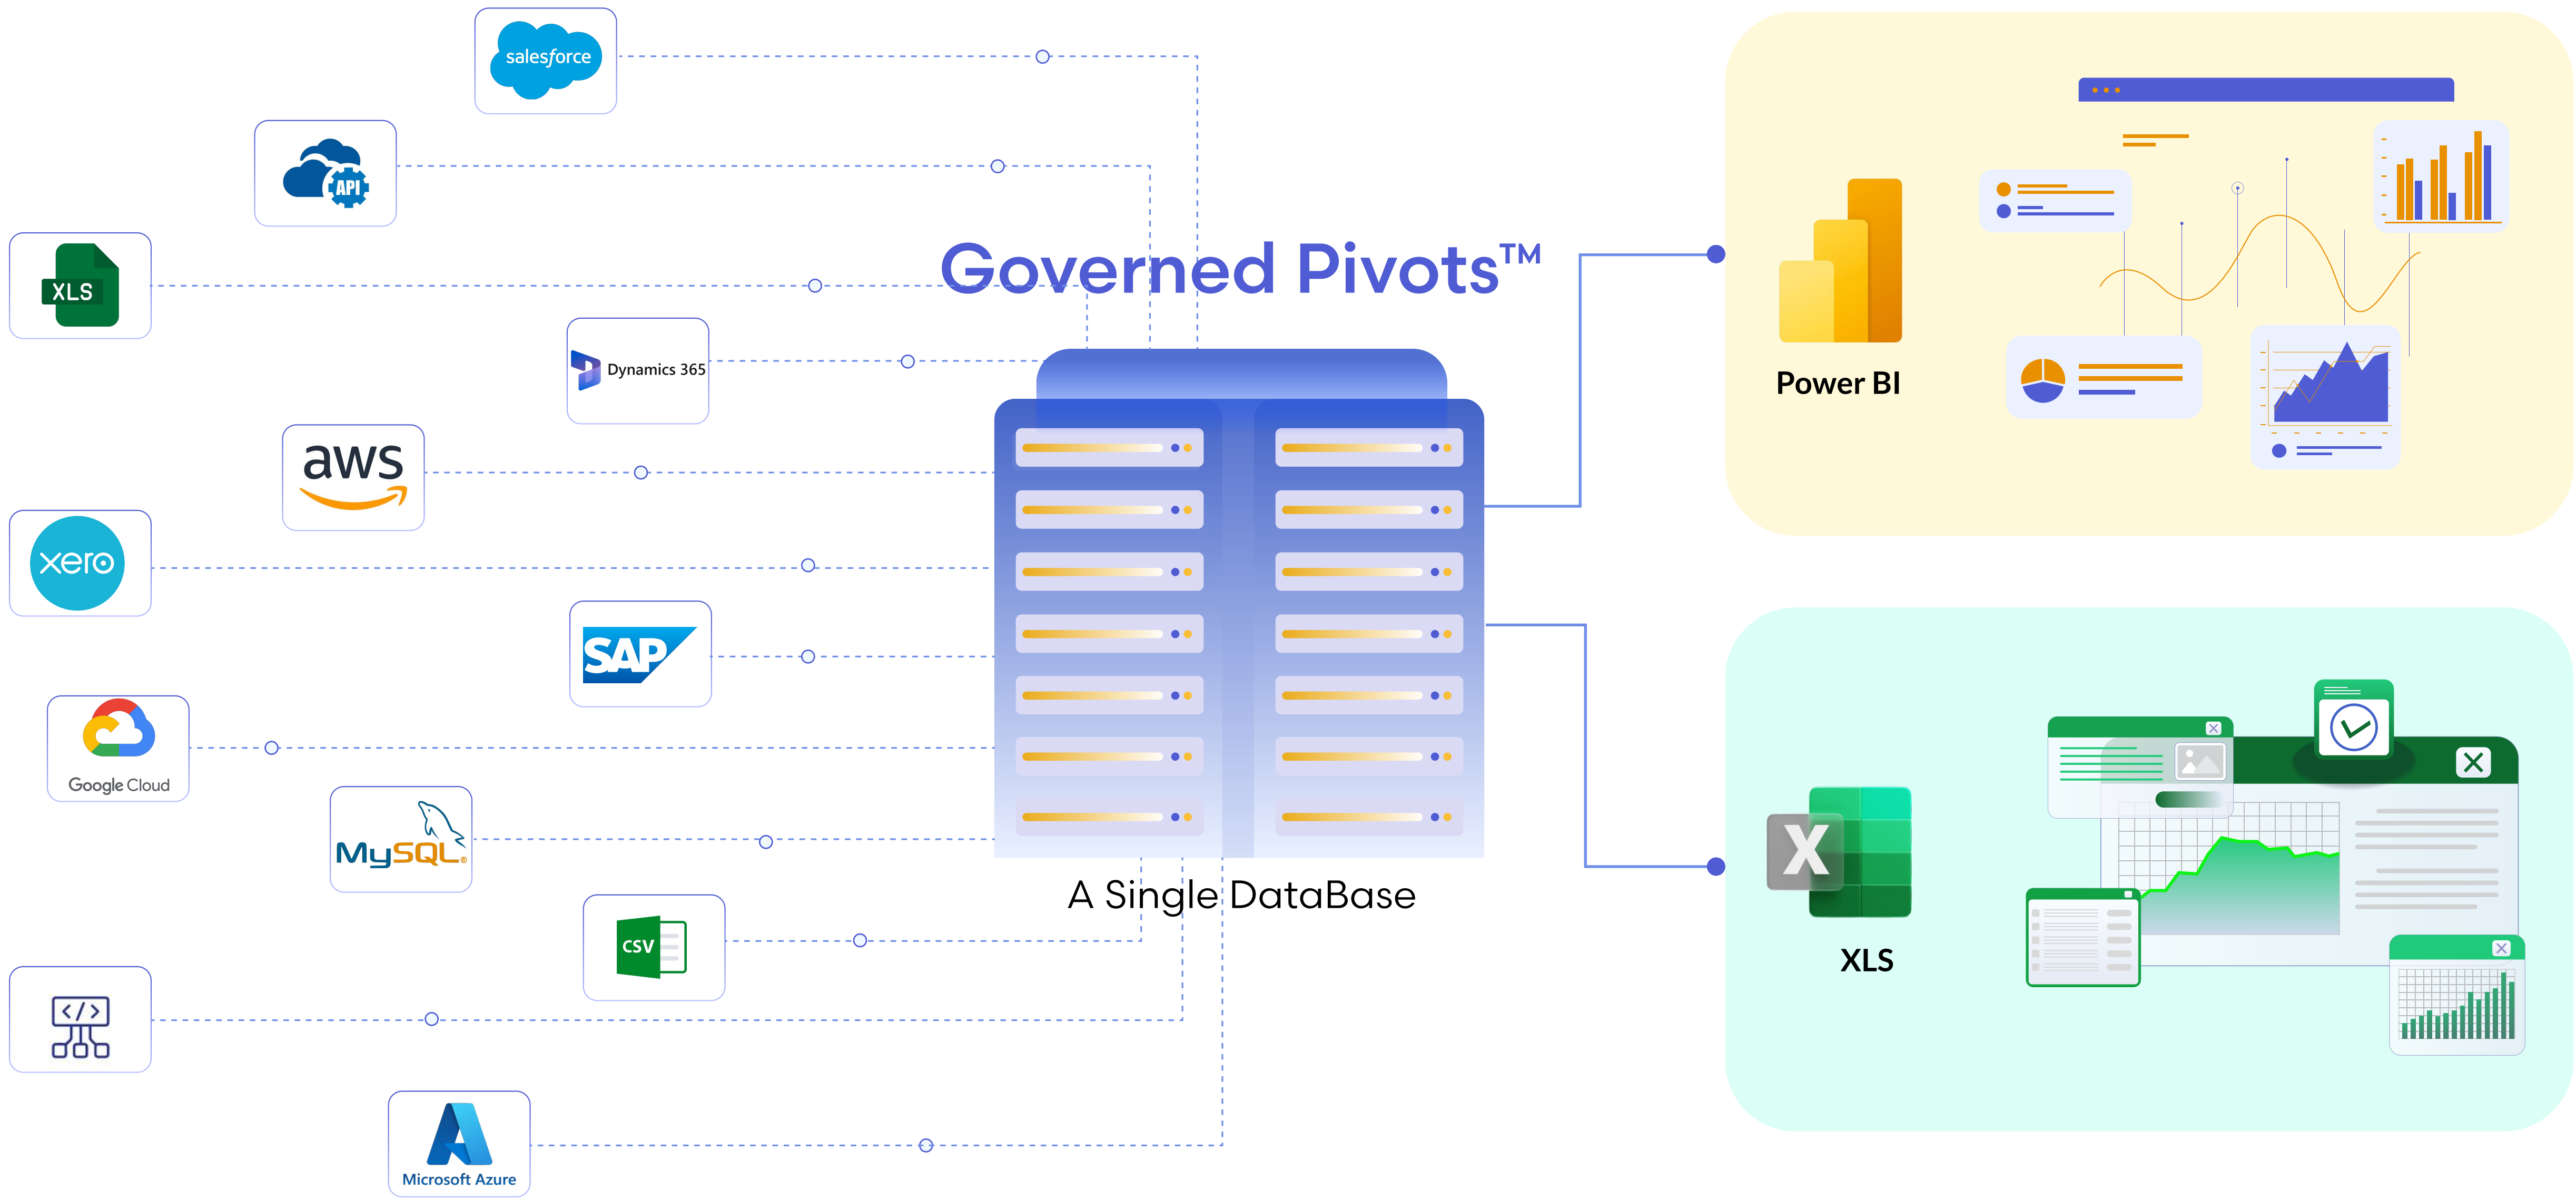 salesforce
API
XLS
Governed Pivots™
Dynamics 365
Power BI
aws
xero
SAP
Google Cloud
MySQL®
A Single DataBase
CSV
X
XLS
</>
Microsoft Azure